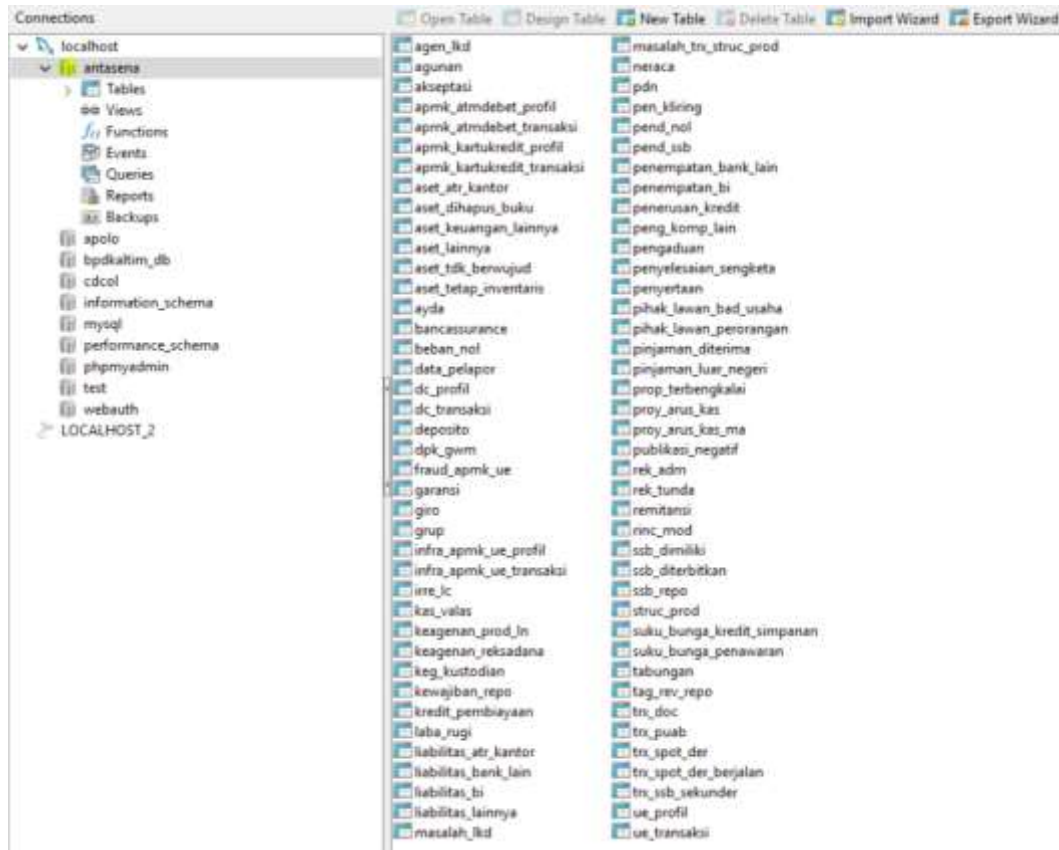 Connections
Open Table Design Table New Table Delete Table Import Wizard Export Wizard
localhost
antasena
Tables
Views
Functions
Events
Queries
Reports
Backups
apolo
bpdkaltim_db
cdcol
information_schema
mysql
performance_schema
phpmyadmin
test
webauth
LOCALHOST_2
agen_lkd
agunan
akseptasi
apmk_atmdebet_profil
apmk_atmdebet_transaksi
apmk_kartukredit_profil
apmk_kartukredit_transaksi
aset_atr_kantor
aset_dihapus_buku
aset_keuangan_lainnya
aset_lainnya
aset_tdk_berwujud
aset_tetap_inventaris
ayda
bancassurance
beban_nol
data_pelapor
dc_profil
dc_transaksi
deposito
dpk_gwm
fraud_apmk_ue
garansi
giro
grup
infra_apmk_ue_profil
infra_apmk_ue_transaksi
irre_lc
kas_valas
keagenan_prod_ln
keagenan_reksadana
keg_kustodian
kewajiban_repo
kredit_pembiayaan
laba_rugi
liabilitas_atr_kantor
liabilitas_bank_lain
liabilitas_bi
liabilitas_lainnya
masalah_lkd
masalah_trx_struc_prod
neraca
pdn
pen_kliring
pend_nol
pend_ssb
penempatan_bank_lain
penempatan_bi
penerusan_kredit
peng_komp_lain
pengaduan
penyelesaian_sengketa
penyertaan
pihak_lawan_bad_usaha
pihak_lawan_perorangan
pinjaman_diterima
pinjaman_luar_negeri
prop_terbengkalai
proy_arus_kas
proy_arus_kas_ma
publikasi_negatif
rek_adm
rek_tunda
remitansi
rinc_mod
ssb_dimiliki
ssb_diterbitkan
ssb_repo
struc_prod
suku_bunga_kredit_simpanan
suku_bunga_penawaran
tabungan
tag_rev_repo
trx_doc
trx_puab
trx_spot_der
trx_spot_der_berjalan
trx_ssb_sekunder
ue_profil
ue_transaksi